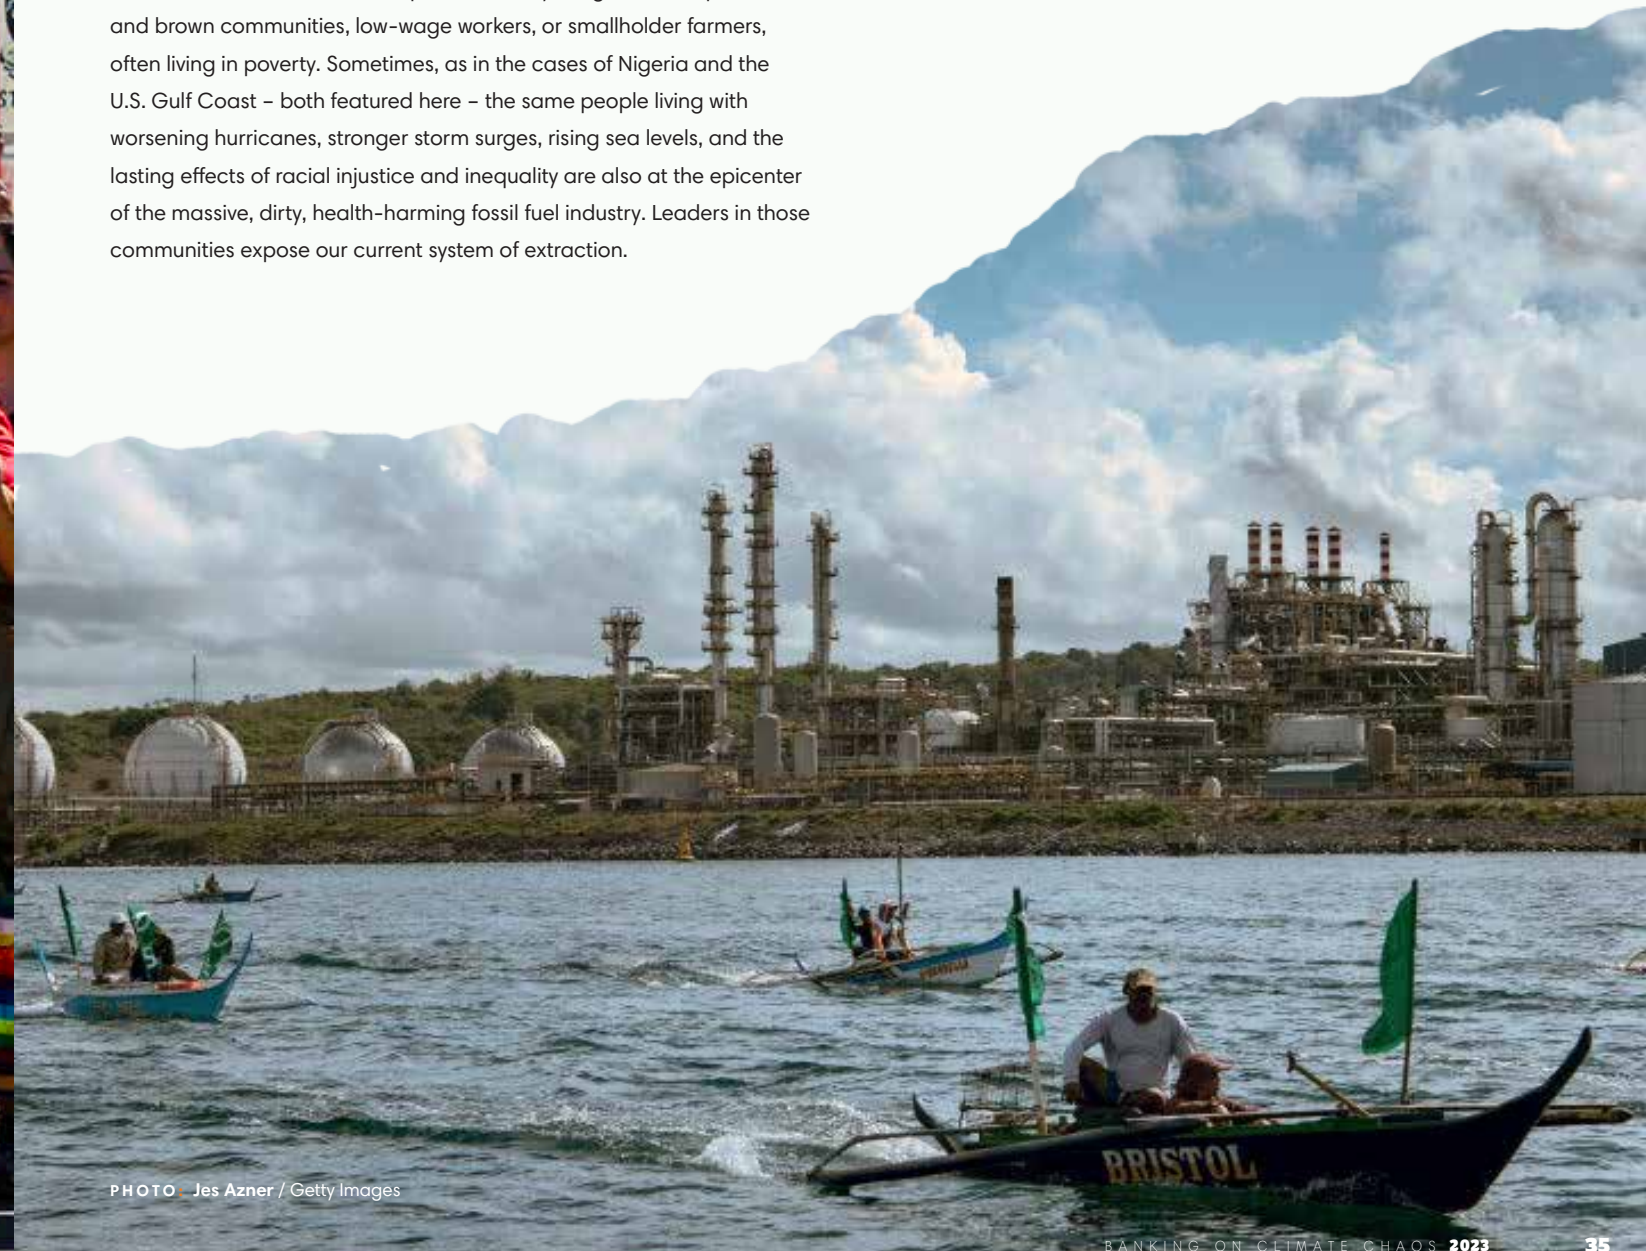 and brown communities, low-wage workers, or smallholder farmers,
often living in poverty. Sometimes, as in the cases of Nigeria and the
U.S. Gulf Coast – both featured here – the same people living with
worsening hurricanes, stronger storm surges, rising sea levels, and the
lasting effects of racial injustice and inequality are also at the epicenter
of the massive, dirty, health-harming fossil fuel industry. Leaders in those
communities expose our current system of extraction.
BRISTOL
PHOTO: Jes Azner / Getty Images
BANKING ON CLIMATE CHAOS 2023 35